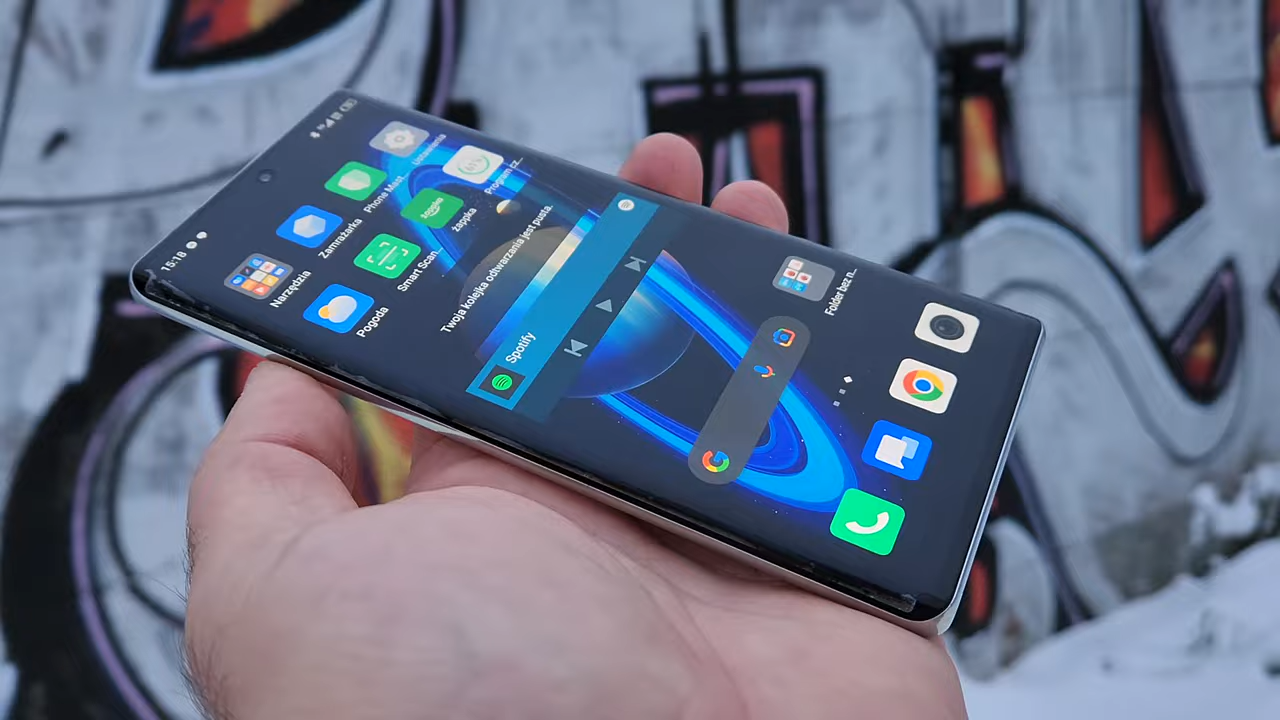 15:18
Narzędzia
Zamrażarka
Phone Mast...
Ustawienia
Pogoda
Smart Scan...
żappka
Program cz...
Twoja kolejka odtwarzania jest pusta.
Spotify
Folder bez n...